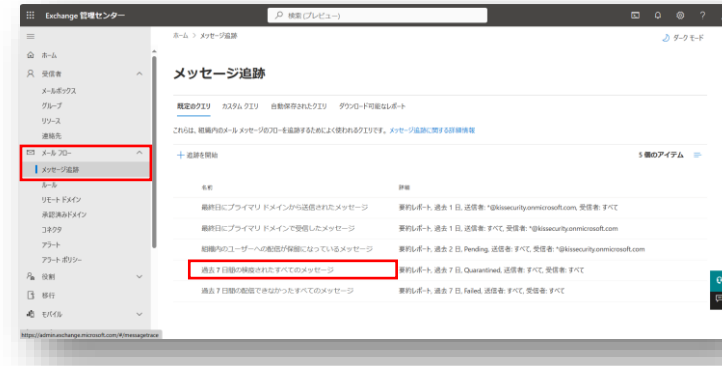 Exchange 管理センター
検索 (プレビュー)
ホーム > メッセージ追跡
ダークモード
ホーム
受信者
メールボックス
グループ
リソース
連絡先
メール フロー
メッセージ追跡
ルール
リモート ドメイン
承認済みドメイン
コネクタ
アラート
アラート ポリシー
役割
移行
モバイル
https://admin.exchange.microsoft.com/#/messagetrace
メッセージ追跡
既定のクエリ カスタム クエリ 自動保存されたクエリ ダウンロード可能なレポート
これらは、組織内のメール メッセージのフローを追跡するためによく使われるクエリです。メッセージ追跡に関する詳細情報
+ 追跡を開始
5 個のアイテム
名前 詳細
最終日にプライマリ ドメインから送信されたメッセージ 要約レポート, 過去 1 日, 送信者: *@kissecurity.onmicrosoft.com, 受信者: すべて
最終日にプライマリ ドメインで受信したメッセージ 要約レポート, 過去 1 日, 送信者: すべて, 受信者: *@kissecurity.onmicrosoft.com
組織内のユーザーへの配信が保留になっているメッセージ 要約レポート, 過去 2 日, Pending, 送信者: すべて, 受信者: *@kissecurity.onmicrosoft.com
過去 7 日間の検疫されたすべてのメッセージ 要約レポート, 過去 7 日, Quarantined, 送信者: すべて, 受信者: すべて
過去 7 日間の配信できなかったすべてのメッセージ 要約レポート, 過去 7 日, Failed, 送信者: すべて, 受信者: すべて